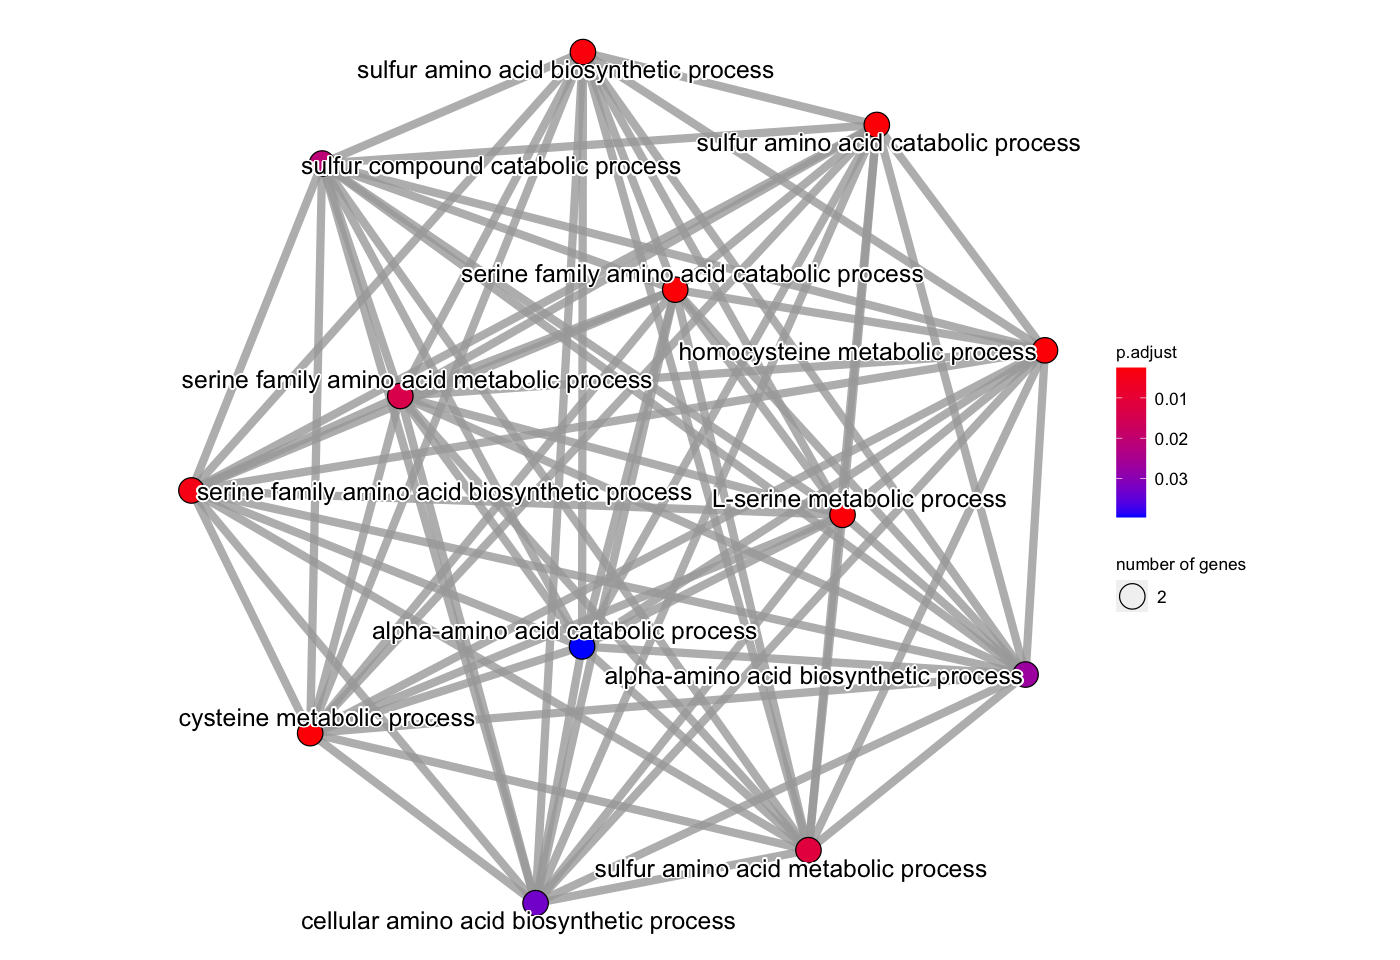 sulfur amino acid biosynthetic process
sulfur amino acid catabolic process
sulfur compound catabolic process
serine family amino acid catabolic process
homocysteine metabolic process
serine family amino acid metabolic process
serine family amino acid biosynthetic process
L-serine metabolic process
alpha-amino acid catabolic process
alpha-amino acid biosynthetic process
cysteine metabolic process
sulfur amino acid metabolic process
cellular amino acid biosynthetic process
p.adjust
0.01
0.02
0.03
number of genes
2